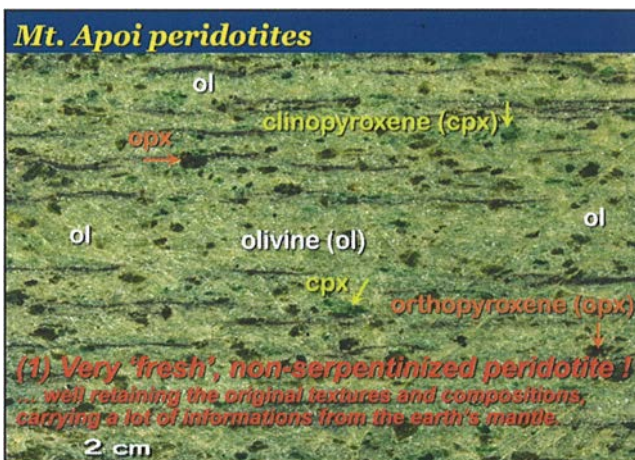 Mt. Apoi peridotites
ol
clinopyroxene (cpx)
opx
ol
olivine (ol)
ol
cpx
orthopyroxene (opx)
(1) Very 'fresh', non-serpentinized peridotite !
... well retaining the original textures and compositions,
carrying a lot of informations from the earth's mantle.
2 cm